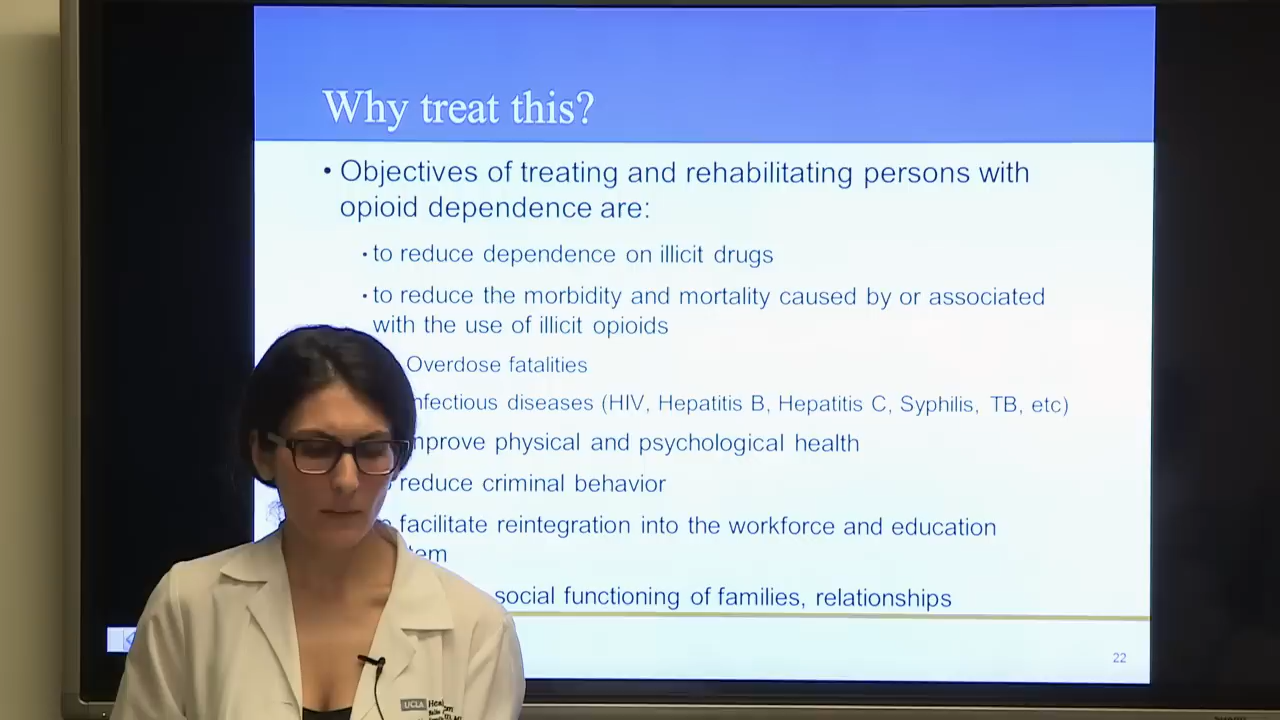 Why treat this?
• Objectives of treating and rehabilitating persons with
opioid dependence are:
• to reduce dependence on illicit drugs
• to reduce the morbidity and mortality caused by or associated
with the use of illicit opioids
Overdose fatalities
nfectious diseases (HIV, Hepatitis B, Hepatitis C, Syphilis, TB, etc)
mprove physical and psychological health
reduce criminal behavior
facilitate reintegration into the workforce and education
tem
social functioning of families, relationships
22
UCLA Heal